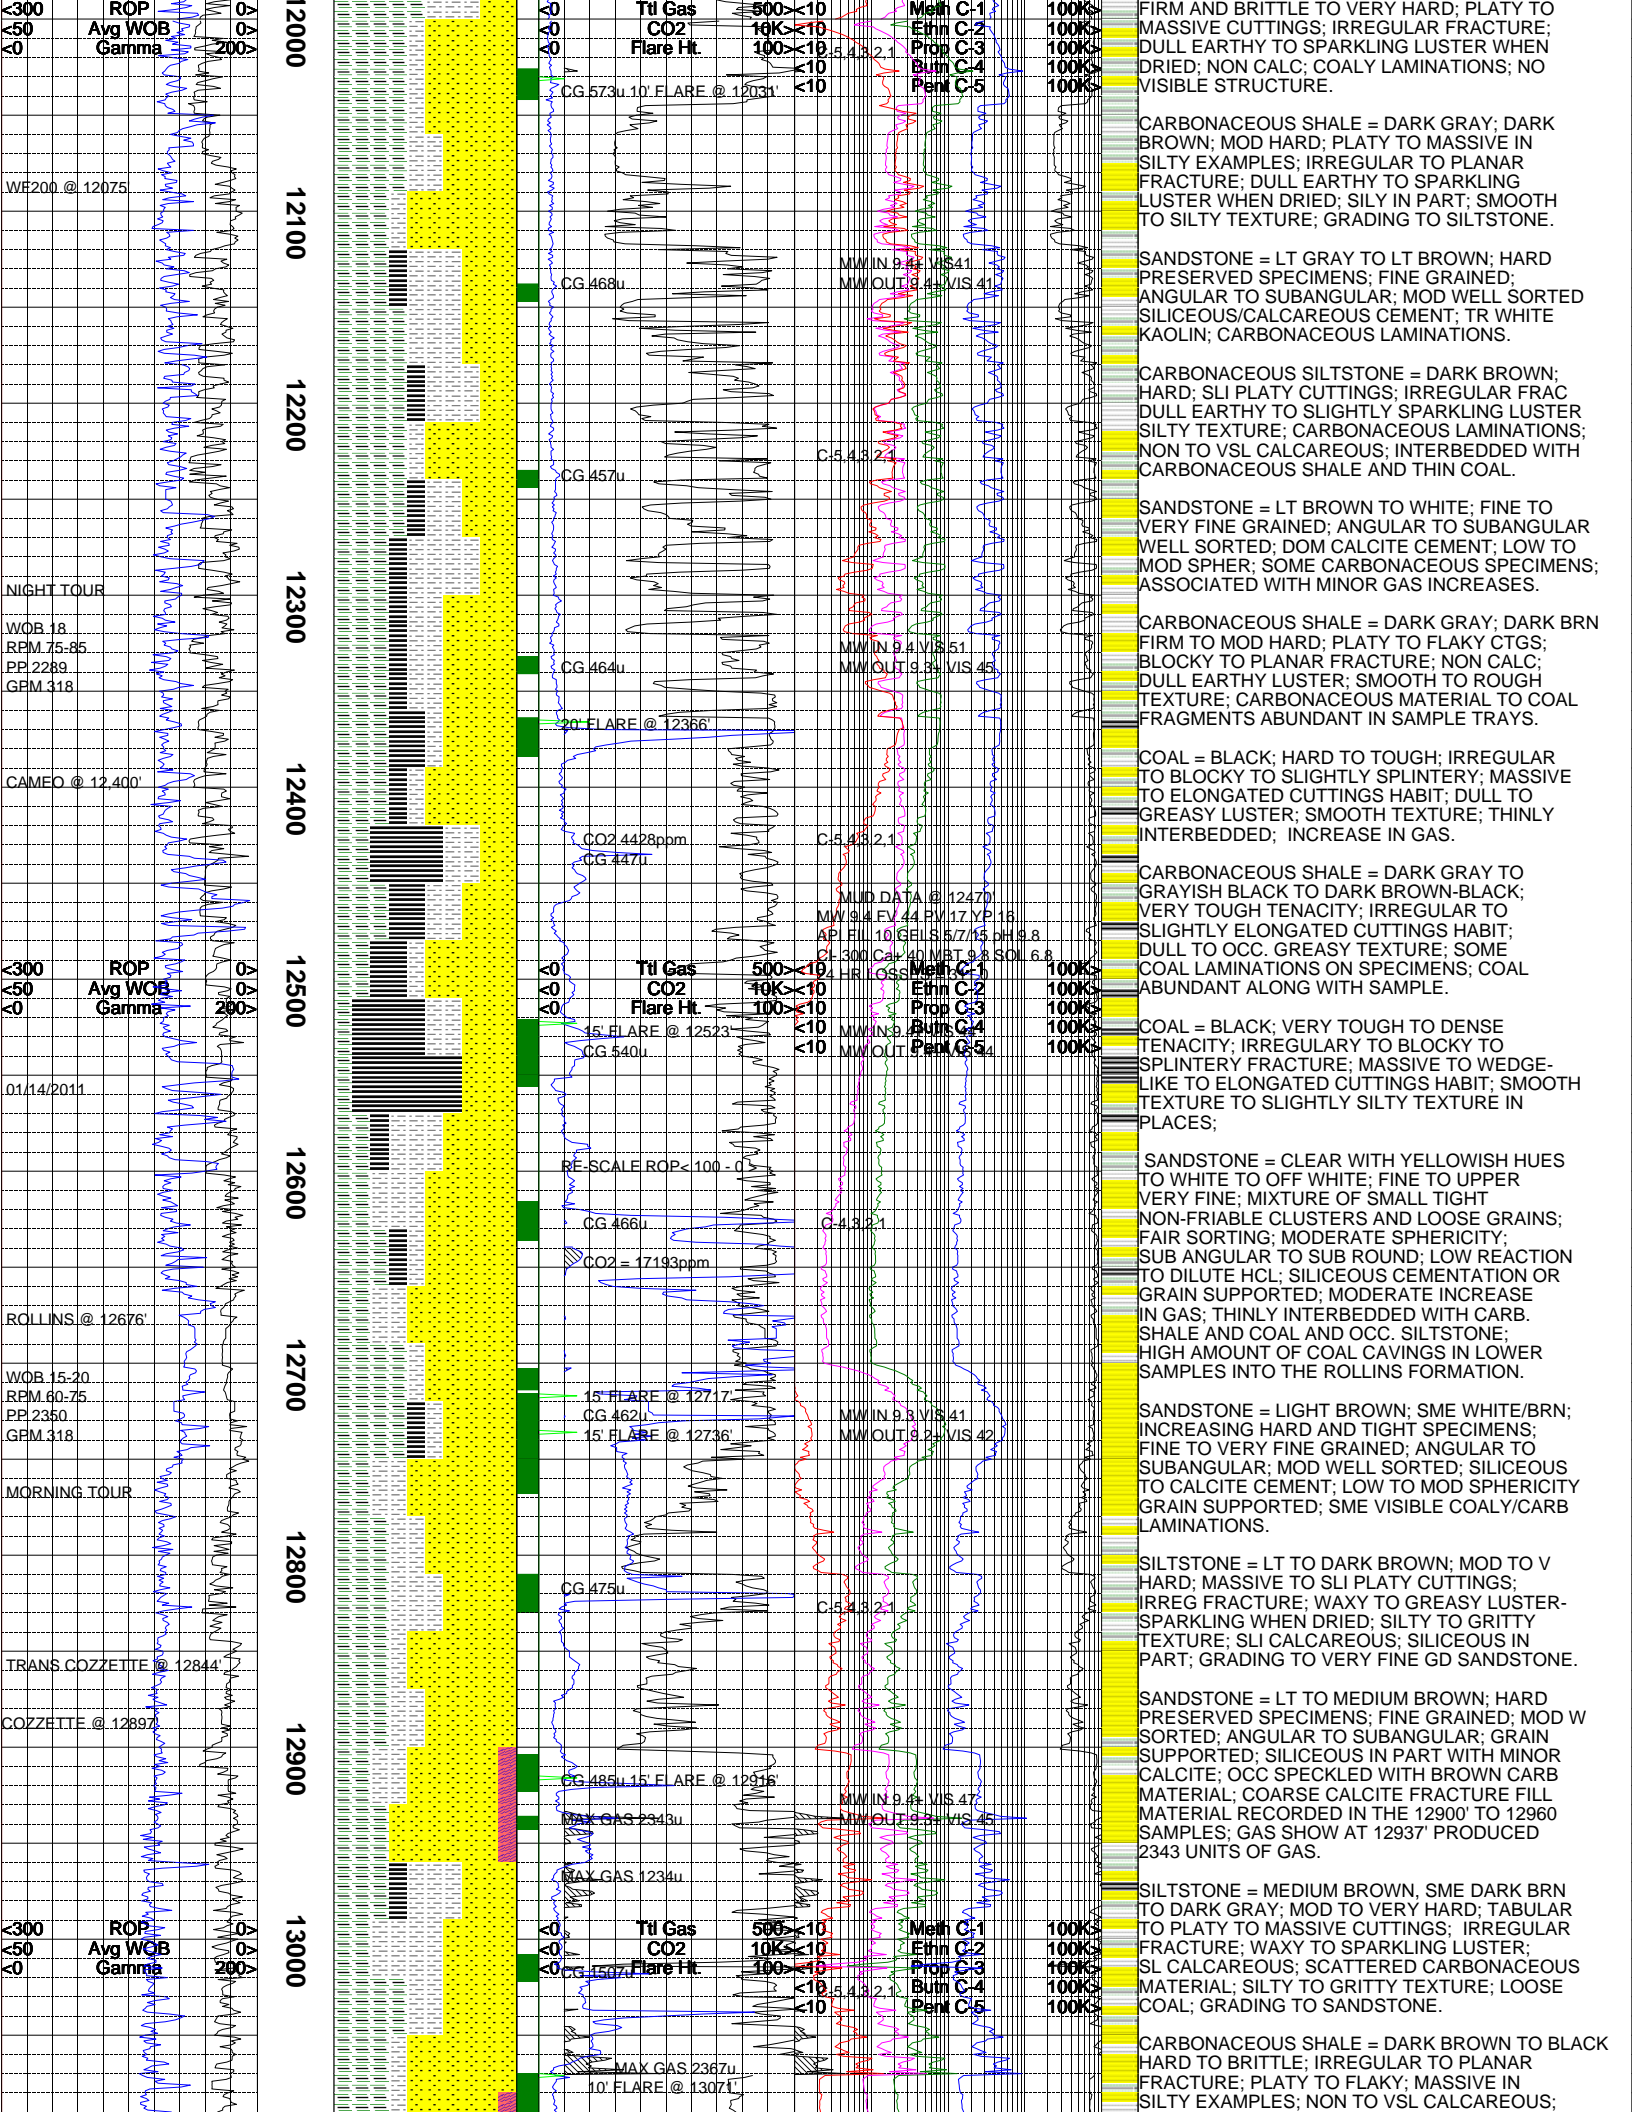 <300 ROP 0>
<50 Avg WOB 0>
<0 Gamma 200>
WF200 @ 12075'
NIGHT TOUR
WOB 18
RPM 75-85
PP 2289
GPM 318
CAMEO @ 12,400'
<300 ROP 0>
<50 Avg WOB 0>
<0 Gamma 200>
01/14/2011
ROLLINS @ 12676'
WOB 15-20
RPM 60-75
PP 2350
GPM 318
MORNING TOUR
TRANS COZZETTE @ 12844'
COZZETTE @ 12897'
<300 ROP 0>
<50 Avg WOB 0>
<0 Gamma 200>
12000
12100
12200
12300
12400
12500
12600
12700
12800
12900
13000
<0 Ttl Gas 500>
<0 CO2 10K>
<0 Flare Ht. 100>
CG 573u 10' FLARE @ 12031'
CG 468u
CG 457u
CG 464u
20' FLARE @ 12366'
CO2 4428ppm
CG 447u
<0 Ttl Gas 500>
<0 CO2 10K>
<0 Flare Ht. 100>
15' FLARE @ 12523'
CG 540u
RE-SCALE ROP< 100 - 0 >
CG 466u
CO2 = 17193ppm
15' FLARE @ 12717'
CG 462u
15' FLARE @ 12736'
CG 475u
CG 485u 15' FLARE @ 12916'
MAX GAS 2343u
MAX GAS 1234u
<0 Ttl Gas 500>
<0 CO2 10K>
<0 Flare Ht. 100>
CG 1507u
MAX GAS 2367u
10' FLARE @ 13071'
<10 Meth C-1 100K>
<10 Ethn C-2 100K>
<10 Prop C-3 100K>
<10 Butn C-4 100K>
<10 Pent C-5 100K>
C-5,4,3,2,1
MW IN 9.4+ VIS41
MW OUT 9.4+ VIS 41
C-5,4,3,2,1
MW IN 9.4 VIS 51
MW OUT 9.3+ VIS 45
C-5,4,3,2,1
MUD DATA @ 12470'
MW 9.4 FV 44 PV 17 YP 16
API FIL 10 GELS 5/7/15 pH 9.8
Cl- 300 Ca+ 40 MBT 9.8 SOL 6.8
<10 Meth C-1 100K>
<10 Ethn C-2 100K>
<10 Prop C-3 100K>
<10 Butn C-4 100K>
<10 Pent C-5 100K>
C-4,3,2,1
MW IN 9.3 VIS 41
MW OUT 9.2+ VIS 42
C-5,4,3,2,1
MW IN 9.4+ VIS 47
MW OUT 9.3+ VIS 45
<10 Meth C-1 100K>
<10 Ethn C-2 100K>
<10 Prop C-3 100K>
<10 Butn C-4 100K>
<10 Pent C-5 100K>
C-5,4,3,2,1
FIRM AND BRITTLE TO VERY HARD; PLATY TO
MASSIVE CUTTINGS; IRREGULAR FRACTURE;
DULL EARTHY TO SPARKLING LUSTER WHEN
DRIED; NON CALC; COALY LAMINATIONS; NO
VISIBLE STRUCTURE.
CARBONACEOUS SHALE = DARK GRAY; DARK
BROWN; MOD HARD; PLATY TO MASSIVE IN
SILTY EXAMPLES; IRREGULAR TO PLANAR
FRACTURE; DULL EARTHY TO SPARKLING
LUSTER WHEN DRIED; SILY IN PART; SMOOTH
TO SILTY TEXTURE; GRADING TO SILTSTONE.
SANDSTONE = LT GRAY TO LT BROWN; HARD
PRESERVED SPECIMENS; FINE GRAINED;
ANGULAR TO SUBANGULAR; MOD WELL SORTED
SILICEOUS/CALCAREOUS CEMENT; TR WHITE
KAOLIN; CARBONACEOUS LAMINATIONS.
CARBONACEOUS SILTSTONE = DARK BROWN;
HARD; SLI PLATY CUTTINGS; IRREGULAR FRAC
DULL EARTHY TO SLIGHTLY SPARKLING LUSTER
SILTY TEXTURE; CARBONACEOUS LAMINATIONS;
NON TO VSL CALCAREOUS; INTERBEDDED WITH
CARBONACEOUS SHALE AND THIN COAL.
SANDSTONE = LT BROWN TO WHITE; FINE TO
VERY FINE GRAINED; ANGULAR TO SUBANGULAR
WELL SORTED; DOM CALCITE CEMENT; LOW TO
MOD SPHER; SOME CARBONACEOUS SPECIMENS;
ASSOCIATED WITH MINOR GAS INCREASES.
CARBONACEOUS SHALE = DARK GRAY; DARK BRN
FIRM TO MOD HARD; PLATY TO FLAKY CTGS;
BLOCKY TO PLANAR FRACTURE; NON CALC;
DULL EARTHY LUSTER; SMOOTH TO ROUGH
TEXTURE; CARBONACEOUS MATERIAL TO COAL
FRAGMENTS ABUNDANT IN SAMPLE TRAYS.
COAL = BLACK; HARD TO TOUGH; IRREGULAR
TO BLOCKY TO SLIGHTLY SPLINTERY; MASSIVE
TO ELONGATED CUTTINGS HABIT; DULL TO
GREASY LUSTER; SMOOTH TEXTURE; THINLY
INTERBEDDED; INCREASE IN GAS.
CARBONACEOUS SHALE = DARK GRAY TO
GRAYISH BLACK TO DARK BROWN-BLACK;
VERY TOUGH TENACITY; IRREGULAR TO
SLIGHTLY ELONGATED CUTTINGS HABIT;
DULL TO OCC. GREASY TEXTURE; SOME
COAL LAMINATIONS ON SPECIMENS; COAL
ABUNDANT ALONG WITH SAMPLE.
COAL = BLACK; VERY TOUGH TO DENSE
TENACITY; IRREGULARY TO BLOCKY TO
SPLINTERY FRACTURE; MASSIVE TO WEDGE-
LIKE TO ELONGATED CUTTINGS HABIT; SMOOTH
TEXTURE TO SLIGHTLY SILTY TEXTURE IN
PLACES;
SANDSTONE = CLEAR WITH YELLOWISH HUES
TO WHITE TO OFF WHITE; FINE TO UPPER
VERY FINE; MIXTURE OF SMALL TIGHT
NON-FRIABLE CLUSTERS AND LOOSE GRAINS;
FAIR SORTING; MODERATE SPHERICITY;
SUB ANGULAR TO SUB ROUND; LOW REACTION
TO DILUTE HCL; SILICEOUS CEMENTATION OR
GRAIN SUPPORTED; MODERATE INCREASE
IN GAS; THINLY INTERBEDDED WITH CARB.
SHALE AND COAL AND OCC. SILTSTONE;
HIGH AMOUNT OF COAL CAVINGS IN LOWER
SAMPLES INTO THE ROLLINS FORMATION.
SANDSTONE = LIGHT BROWN; SME WHITE/BRN;
INCREASING HARD AND TIGHT SPECIMENS;
FINE TO VERY FINE GRAINED; ANGULAR TO
SUBANGULAR; MOD WELL SORTED; SILICEOUS
TO CALCITE CEMENT; LOW TO MOD SPHERICITY
GRAIN SUPPORTED; SME VISIBLE COALY/CARB
LAMINATIONS.
SILTSTONE = LT TO DARK BROWN; MOD TO V
HARD; MASSIVE TO SLI PLATY CUTTINGS;
IRREG FRACTURE; WAXY TO GREASY LUSTER-
SPARKLING WHEN DRIED; SILTY TO GRITTY
TEXTURE; SLI CALCAREOUS; SILICEOUS IN
PART; GRADING TO VERY FINE GD SANDSTONE.
SANDSTONE = LT TO MEDIUM BROWN; HARD
PRESERVED SPECIMENS; FINE GRAINED; MOD W
SORTED; ANGULAR TO SUBANGULAR; GRAIN
SUPPORTED; SILICEOUS IN PART WITH MINOR
CALCITE; OCC SPECKLED WITH BROWN CARB
MATERIAL; COARSE CALCITE FRACTURE FILL
MATERIAL RECORDED IN THE 12900' TO 12960
SAMPLES; GAS SHOW AT 12937' PRODUCED
2343 UNITS OF GAS.
SILTSTONE = MEDIUM BROWN, SME DARK BRN
TO DARK GRAY; MOD TO VERY HARD; TABULAR
TO PLATY TO MASSIVE CUTTINGS; IRREGULAR
FRACTURE; WAXY TO SPARKLING LUSTER;
SL CALCAREOUS; SCATTERED CARBONACEOUS
MATERIAL; SILTY TO GRITTY TEXTURE; LOOSE
COAL; GRADING TO SANDSTONE.
CARBONACEOUS SHALE = DARK BROWN TO BLACK
HARD TO BRITTLE; IRREGULAR TO PLANAR
FRACTURE; PLATY TO FLAKY; MASSIVE IN
SILTY EXAMPLES; NON TO VSL CALCAREOUS;